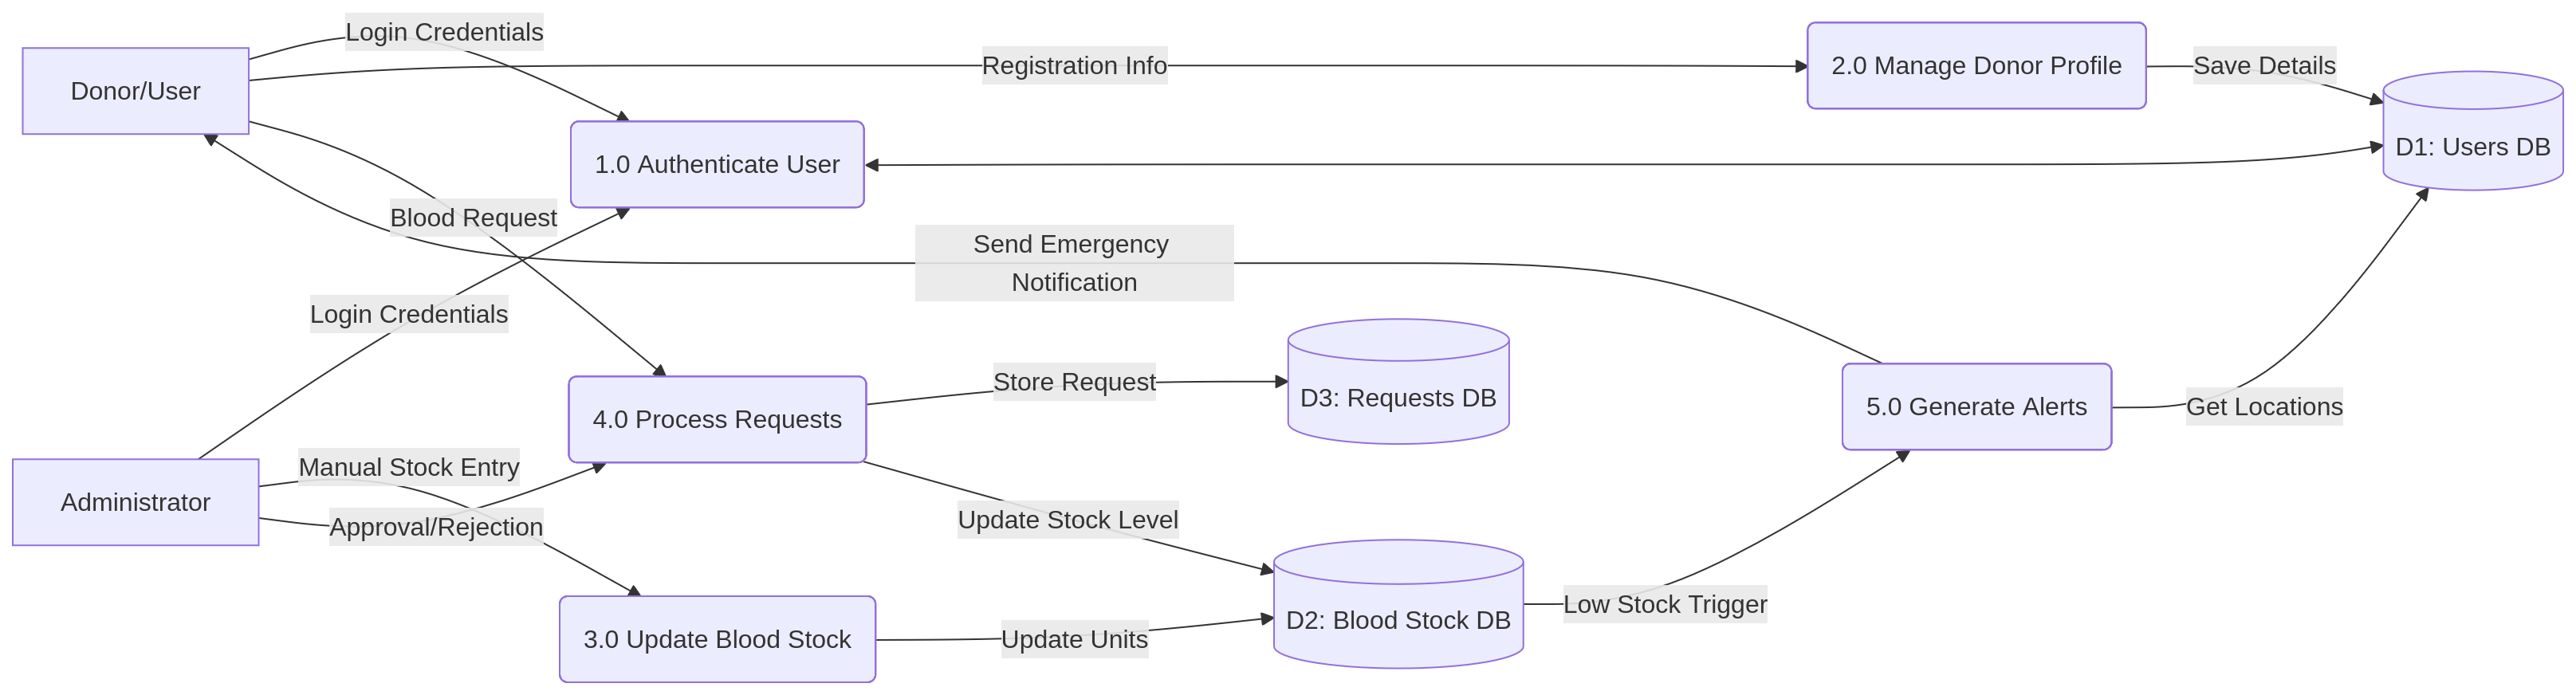 Login Credentials
Donor/User
Registration Info
2.0 Manage Donor Profile
Save Details
D1: Users DB
1.0 Authenticate User
Blood Request
Send Emergency
Notification
Login Credentials
Store Request
D3: Requests DB
5.0 Generate Alerts
Get Locations
4.0 Process Requests
Manual Stock Entry
Administrator
Approval/Rejection
Update Stock Level
D2: Blood Stock DB
Low Stock Trigger
3.0 Update Blood Stock
Update Units